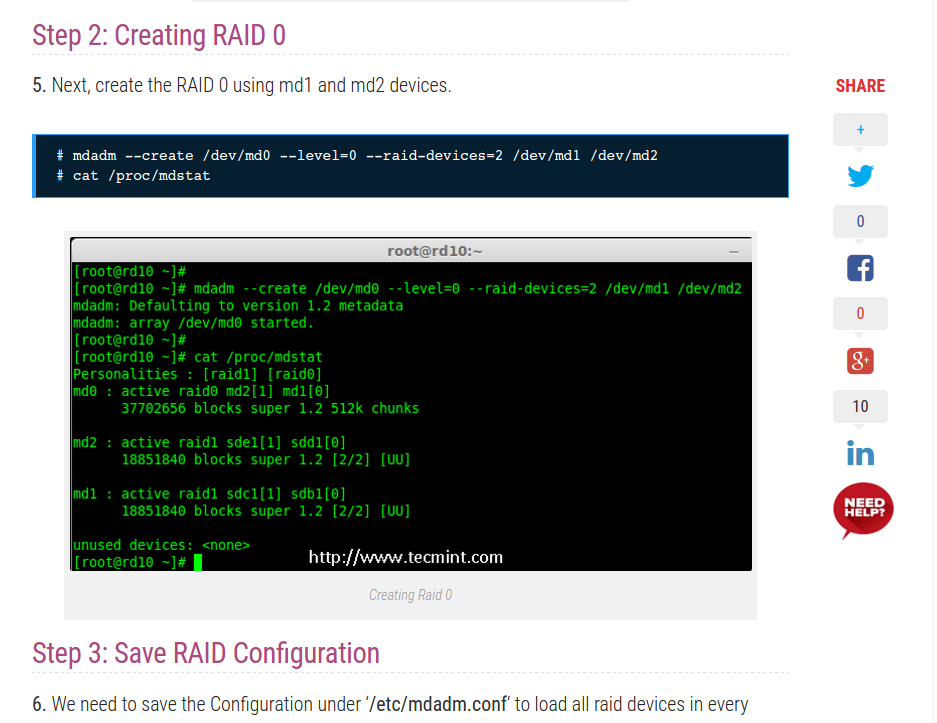 Step 2: Creating RAID 0
5. Next, create the RAID 0 using md1 and md2 devices.
# mdadm --create /dev/md0 --level=0 --raid-devices=2 /dev/md1 /dev/md2
# cat /proc/mdstat
root@rd10:~
[root@rd10 ~]#
[root@rd10 ~]# mdadm --create /dev/md0 --level=0 --raid-devices=2 /dev/md1 /dev/md2
mdadm: Defaulting to version 1.2 metadata
mdadm: array /dev/md0 started.
[root@rd10 ~]#
[root@rd10 ~]# cat /proc/mdstat
Personalities : [raid1] [raid0]
md0 : active raid0 md2[1] md1[0]
      37702656 blocks super 1.2 512k chunks
md2 : active raid1 sde1[1] sdd1[0]
      18851840 blocks super 1.2 [2/2] [UU]
md1 : active raid1 sdc1[1] sdb1[0]
      18851840 blocks super 1.2 [2/2] [UU]
unused devices: <none>
[root@rd10 ~]#
http://www.tecmint.com
Creating Raid 0
Step 3: Save RAID Configuration
6. We need to save the Configuration under ‘/etc/mdadm.conf‘ to load all raid devices in every
SHARE
+
0
f
0
g+
10
in
NEED
HELP?